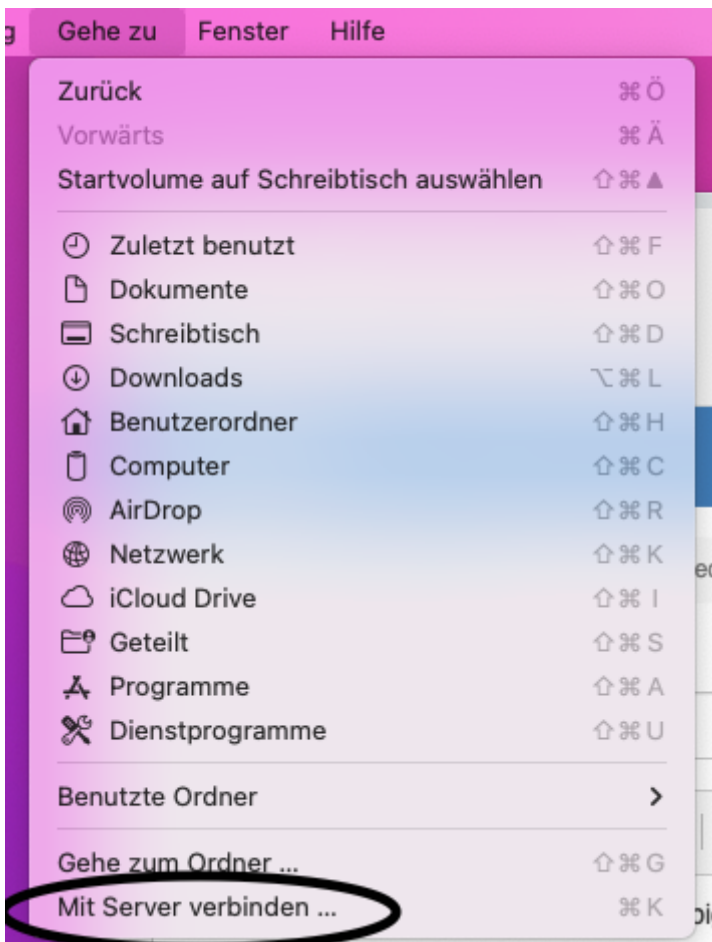 Gehe zu Fenster Hilfe
Zurück ⌘Ö
Vorwärts ⌘Ä
Startvolume auf Schreibtisch auswählen ⇧⌘▲
Zuletzt benutzt ⇧⌘F
Dokumente ⇧⌘O
Schreibtisch ⇧⌘D
Downloads ⌥⌘L
Benutzerordner ⇧⌘H
Computer ⇧⌘C
AirDrop ⇧⌘R
Netzwerk ⇧⌘K
iCloud Drive ⇧⌘I
Geteilt ⇧⌘S
Programme ⇧⌘A
Dienstprogramme ⇧⌘U
Benutzte Ordner
Gehe zum Ordner ... ⇧⌘G
Mit Server verbinden ... ⌘K